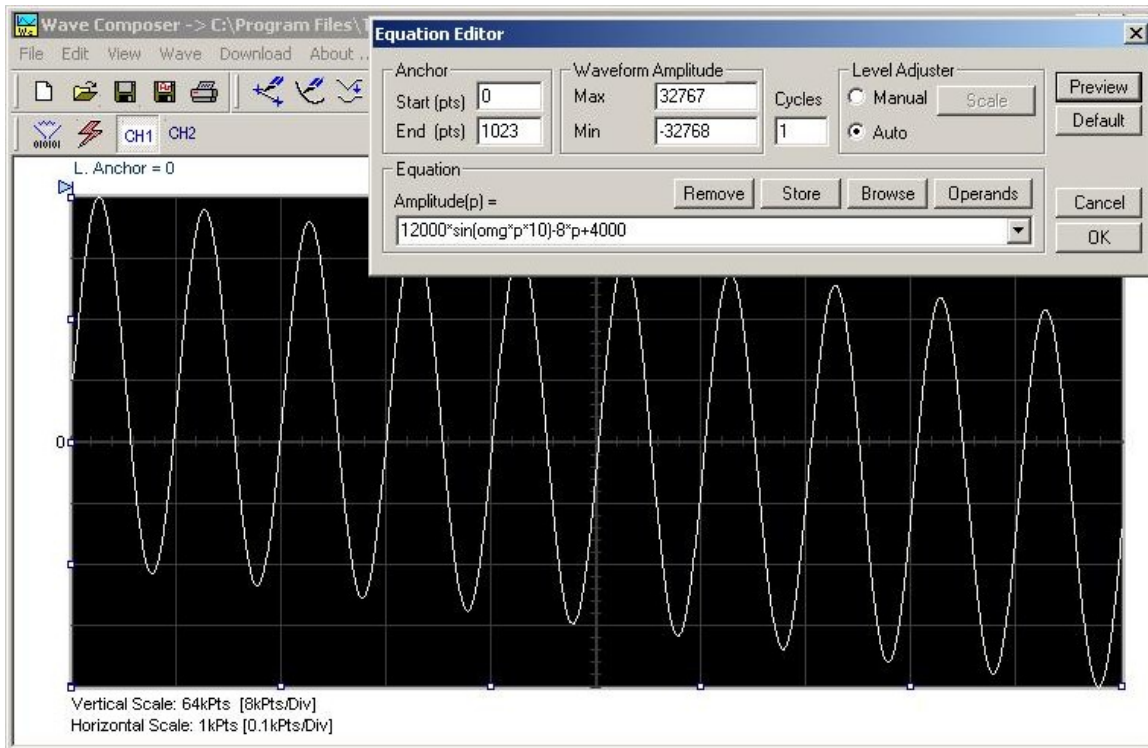 Wave Composer -> C:\Program Files\
File Edit View Wave Download About ..
CH1 CH2
Equation Editor
Anchor
Start (pts) 0
End (pts) 1023
Waveform Amplitude
Max 32767
Min -32768
Cycles
1
Level Adjuster
Manual
Scale
Auto
Preview
Default
Equation
Amplitude(p) =
Remove Store Browse Operands
12000*sin(omg*p*10)-8*p+4000
Cancel
OK
L. Anchor = 0
0
Vertical Scale: 64kPts [8kPts/Div]
Horizontal Scale: 1kPts [0.1kPts/Div]